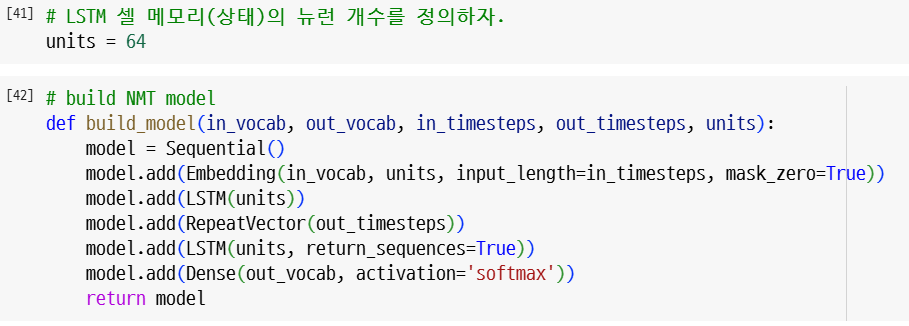 [41] # LSTM 셀 메모리(상태)의 뉴런 개수를 정의하자.
units = 64
[42] # build NMT model
def build_model(in_vocab, out_vocab, in_timesteps, out_timesteps, units):
    model = Sequential()
    model.add(Embedding(in_vocab, units, input_length=in_timesteps, mask_zero=True))
    model.add(LSTM(units))
    model.add(RepeatVector(out_timesteps))
    model.add(LSTM(units, return_sequences=True))
    model.add(Dense(out_vocab, activation='softmax'))
    return model